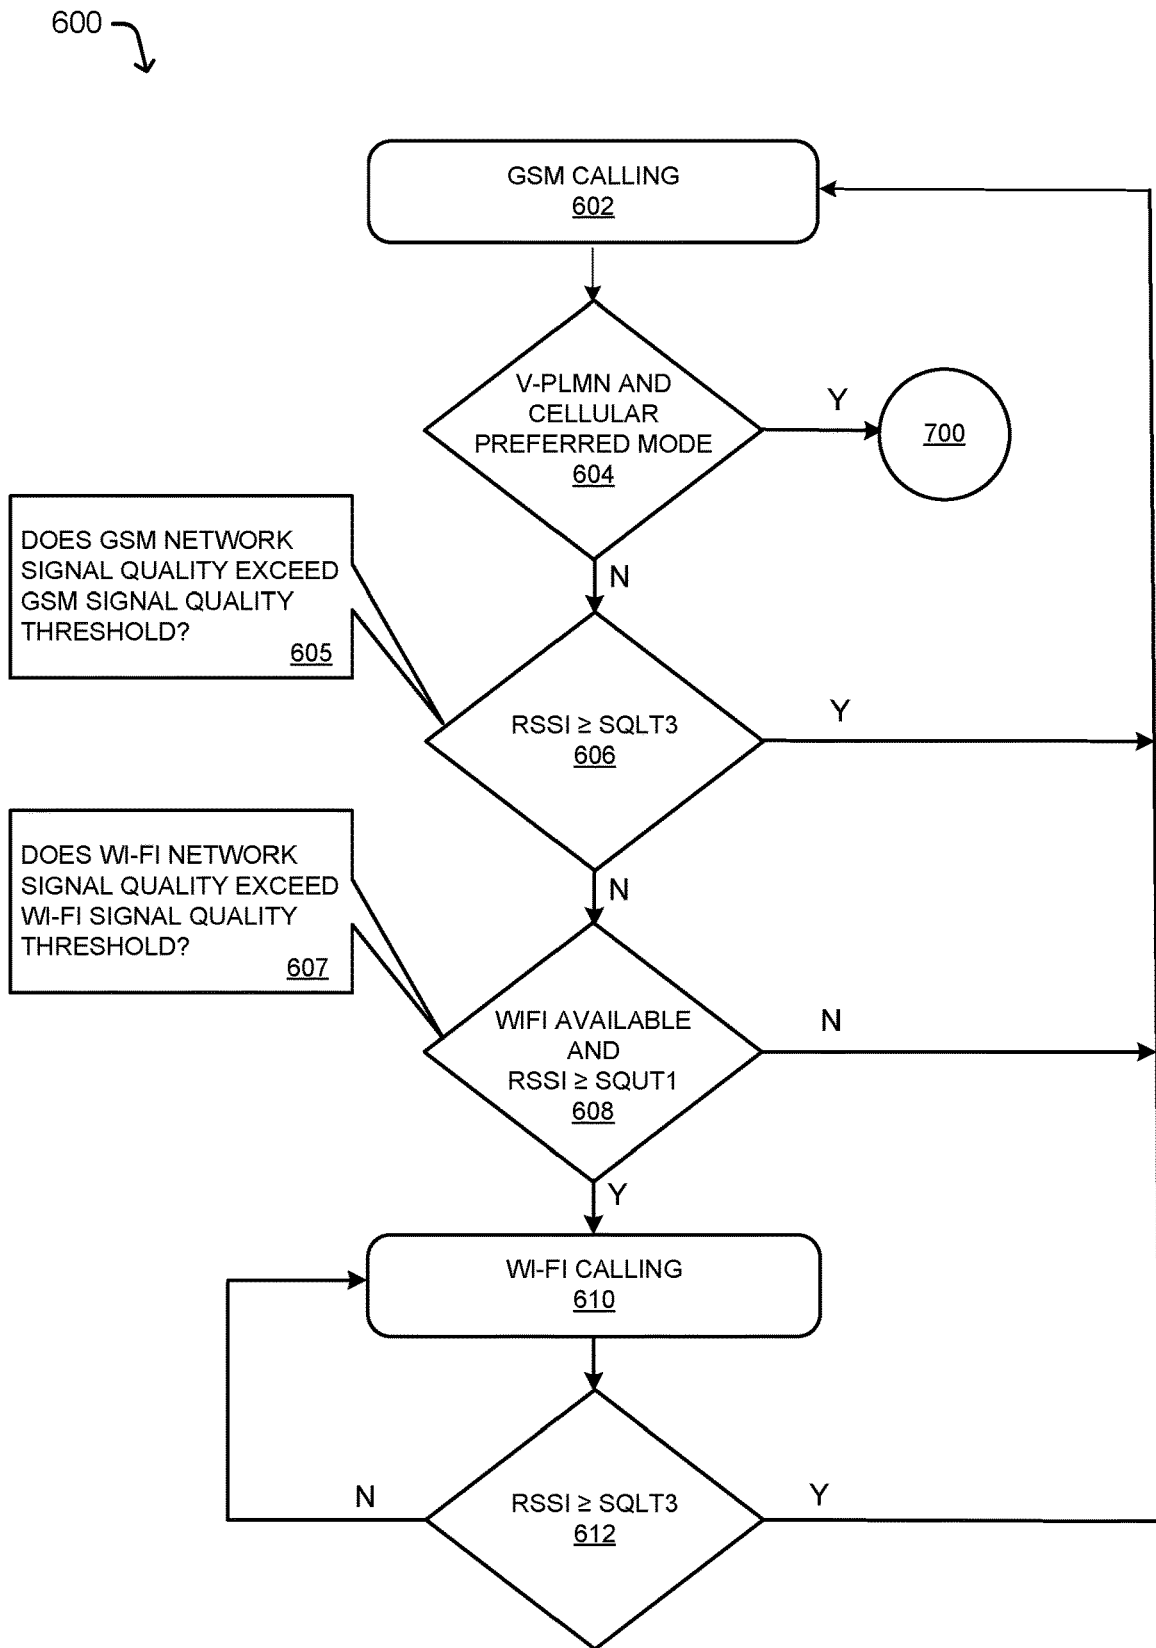 600
GSM CALLING
602
V-PLMN AND
CELLULAR
PREFERRED MODE
604
Y
700
N
DOES GSM NETWORK
SIGNAL QUALITY EXCEED
GSM SIGNAL QUALITY
THRESHOLD?
605
RSSI ≥ SQLT3
606
Y
N
DOES WI-FI NETWORK
SIGNAL QUALITY EXCEED
WI-FI SIGNAL QUALITY
THRESHOLD?
607
WIFI AVAILABLE
AND
RSSI ≥ SQUT1
608
N
Y
WI-FI CALLING
610
N
RSSI ≥ SQLT3
612
Y